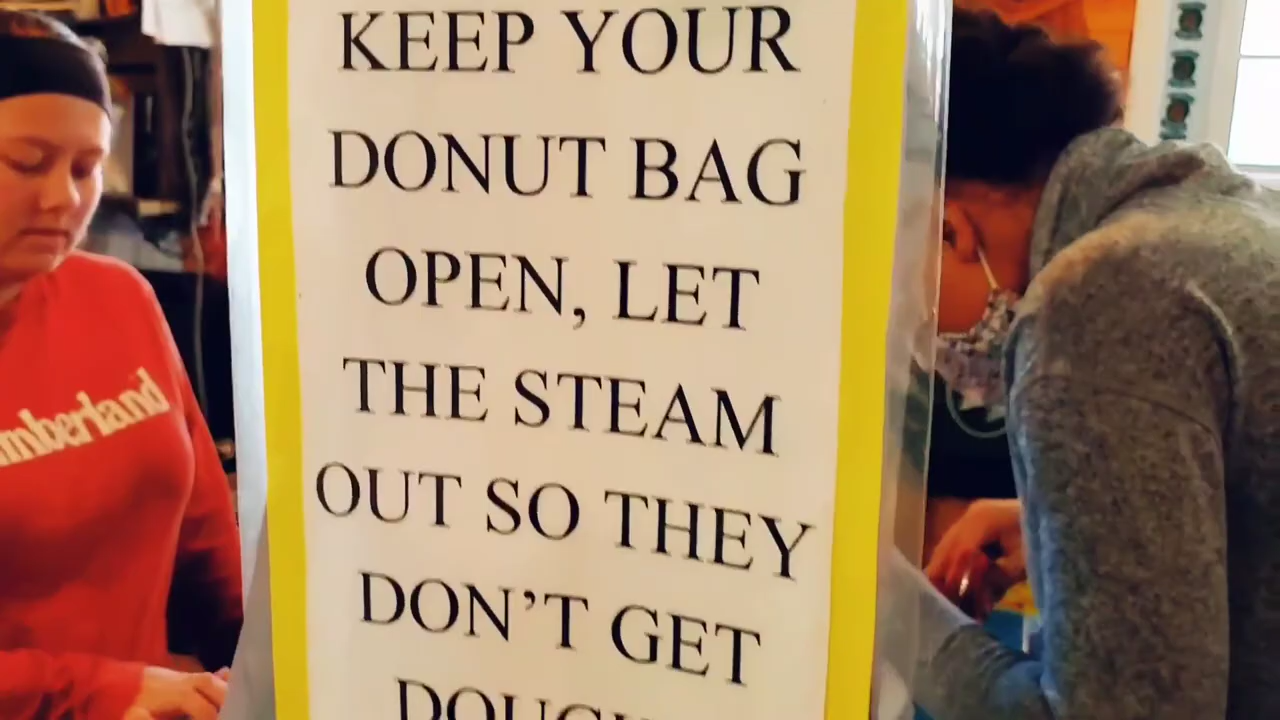 KEEP YOUR
DONUT BAG
OPEN, LET
THE STEAM
OUT SO THEY
DON'T GET
mberland